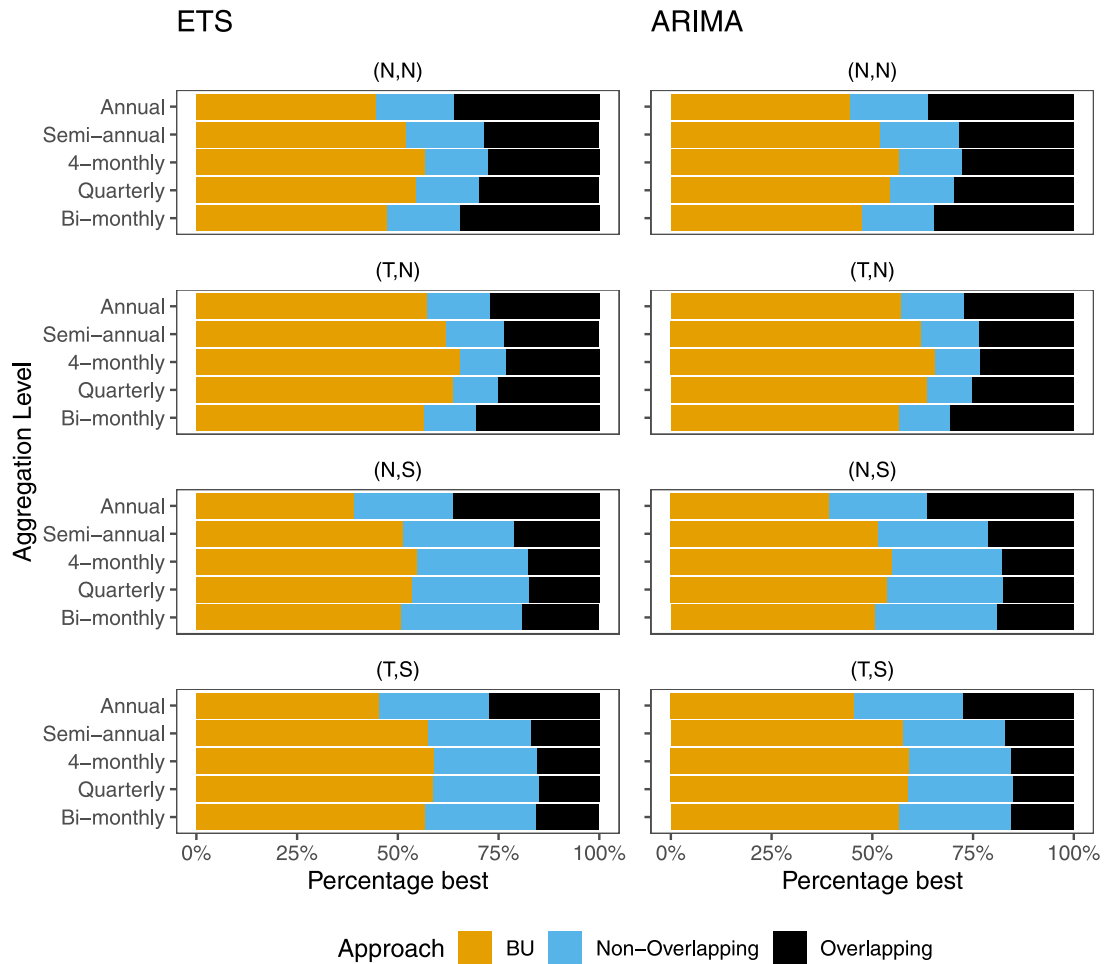 ETS
ARIMA
(N,N)
(N,N)
Annual
Semi−annual
4−monthly
Quarterly
Bi−monthly
(T,N)
(T,N)
Annual
Semi−annual
4−monthly
Quarterly
Bi−monthly
Aggregation Level
(N,S)
(N,S)
Annual
Semi−annual
4−monthly
Quarterly
Bi−monthly
(T,S)
(T,S)
Annual
Semi−annual
4−monthly
Quarterly
Bi−monthly
0% 25% 50% 75% 100%
0% 25% 50% 75% 100%
Percentage best
Percentage best
Approach BU Non−Overlapping Overlapping